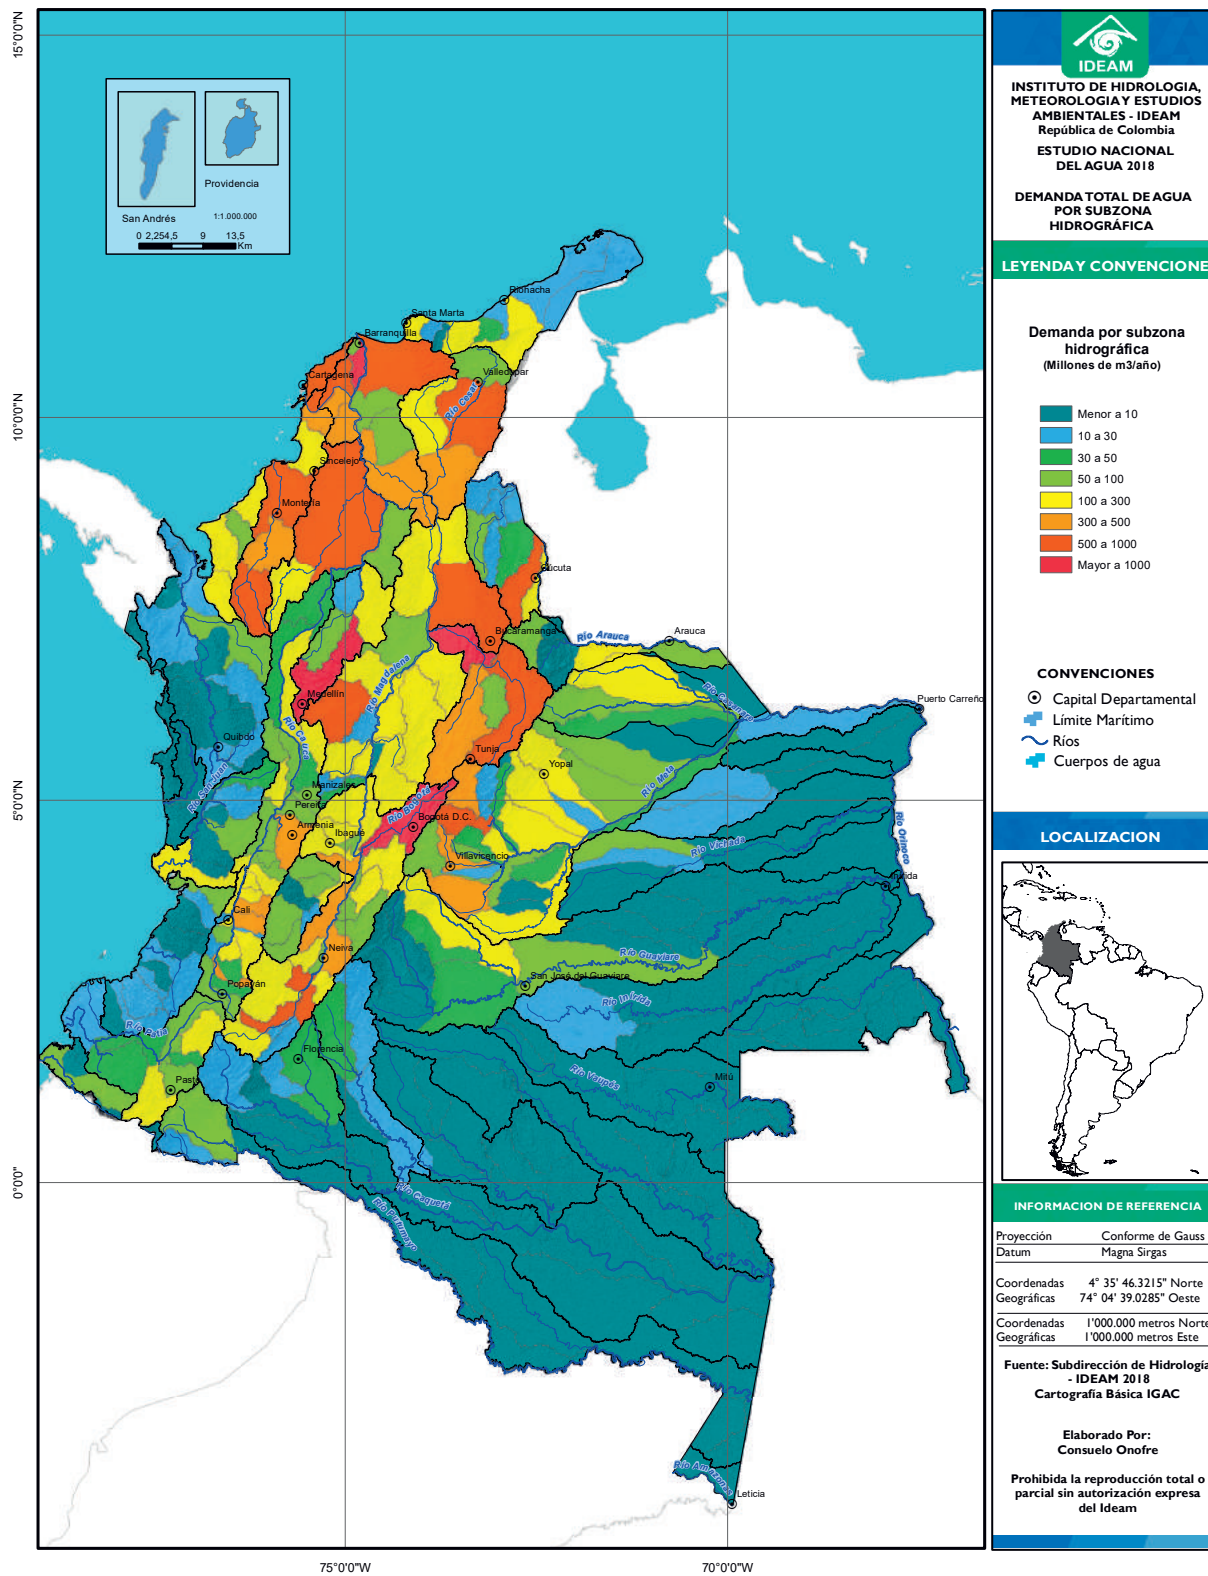 15°0'0"N
10°0'0"N
5°0'0"N
0°0'0"
75°0'0"W
70°0'0"W
San Andrés
Providencia
1:1.000.000
0 2,254,5 9 13,5
Km
Riohacha
Santa Marta
Barranquilla
Cartagena
Valledupar
Río Cesar
Sincelejo
Montería
Cúcuta
Bucaramanga
Río Arauca
Arauca
Río Magdalena
Medellín
Río Casanare
Puerto Carreño
Río Cauca
Quibdo
Tunja
Yopal
Río San Juan
Río Meta
Manizales
Pereira
Río Bogotá
Bogotá D.C.
Armenia
Ibagué
Río Orinoco
Río Vichada
Villavicencio
Inirida
Cali
Neiva
Río Guaviare
San José del Guaviare
Popayán
Río Inírida
Río Patía
Florencia
Río Vaupés
Mitú
Pasto
Río Caquetá
Río Putumayo
Río Amazonas
Leticia
IDEAM
INSTITUTO DE HIDROLOGIA,
METEOROLOGIA Y ESTUDIOS
AMBIENTALES - IDEAM
República de Colombia
ESTUDIO NACIONAL
DEL AGUA 2018
DEMANDA TOTAL DE AGUA
POR SUBZONA
HIDROGRÁFICA
LEYENDA Y CONVENCIONE
Demanda por subzona
hidrográfica
(Millones de m3/año)
Menor a 10
10 a 30
30 a 50
50 a 100
100 a 300
300 a 500
500 a 1000
Mayor a 1000
CONVENCIONES
Capital Departamental
Límite Marítimo
Ríos
Cuerpos de agua
LOCALIZACION
INFORMACION DE REFERENCIA
Proyección Conforme de Gauss
Datum Magna Sirgas
Coordenadas 4° 35' 46.3215" Norte
Geográficas 74° 04' 39.0285" Oeste
Coordenadas 1'000.000 metros Norte
Geográficas 1'000.000 metros Este
Fuente: Subdirección de Hidrología
- IDEAM 2018
Cartografía Básica IGAC
Elaborado Por:
Consuelo Onofre
Prohibida la reproducción total o
parcial sin autorización expresa
del Ideam